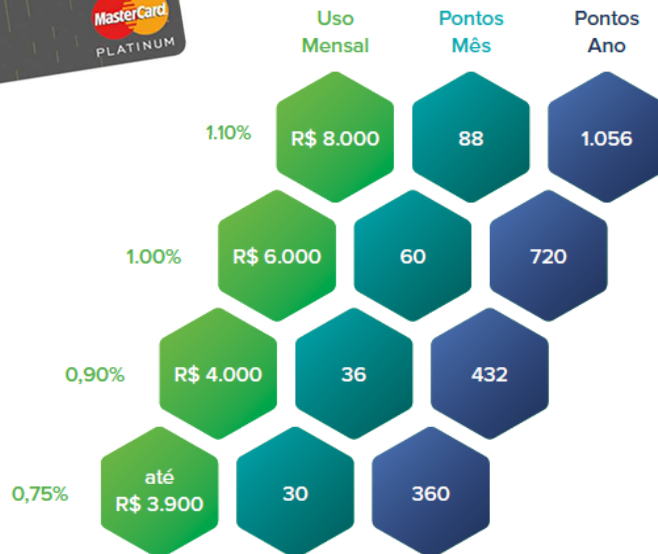 MasterCard
PLATINUM
Uso Mensal
Pontos Mês
Pontos Ano
1.10%
R$ 8.000
88
1.056
1.00%
R$ 6.000
60
720
0,90%
R$ 4.000
36
432
0,75%
até
R$ 3.900
30
360